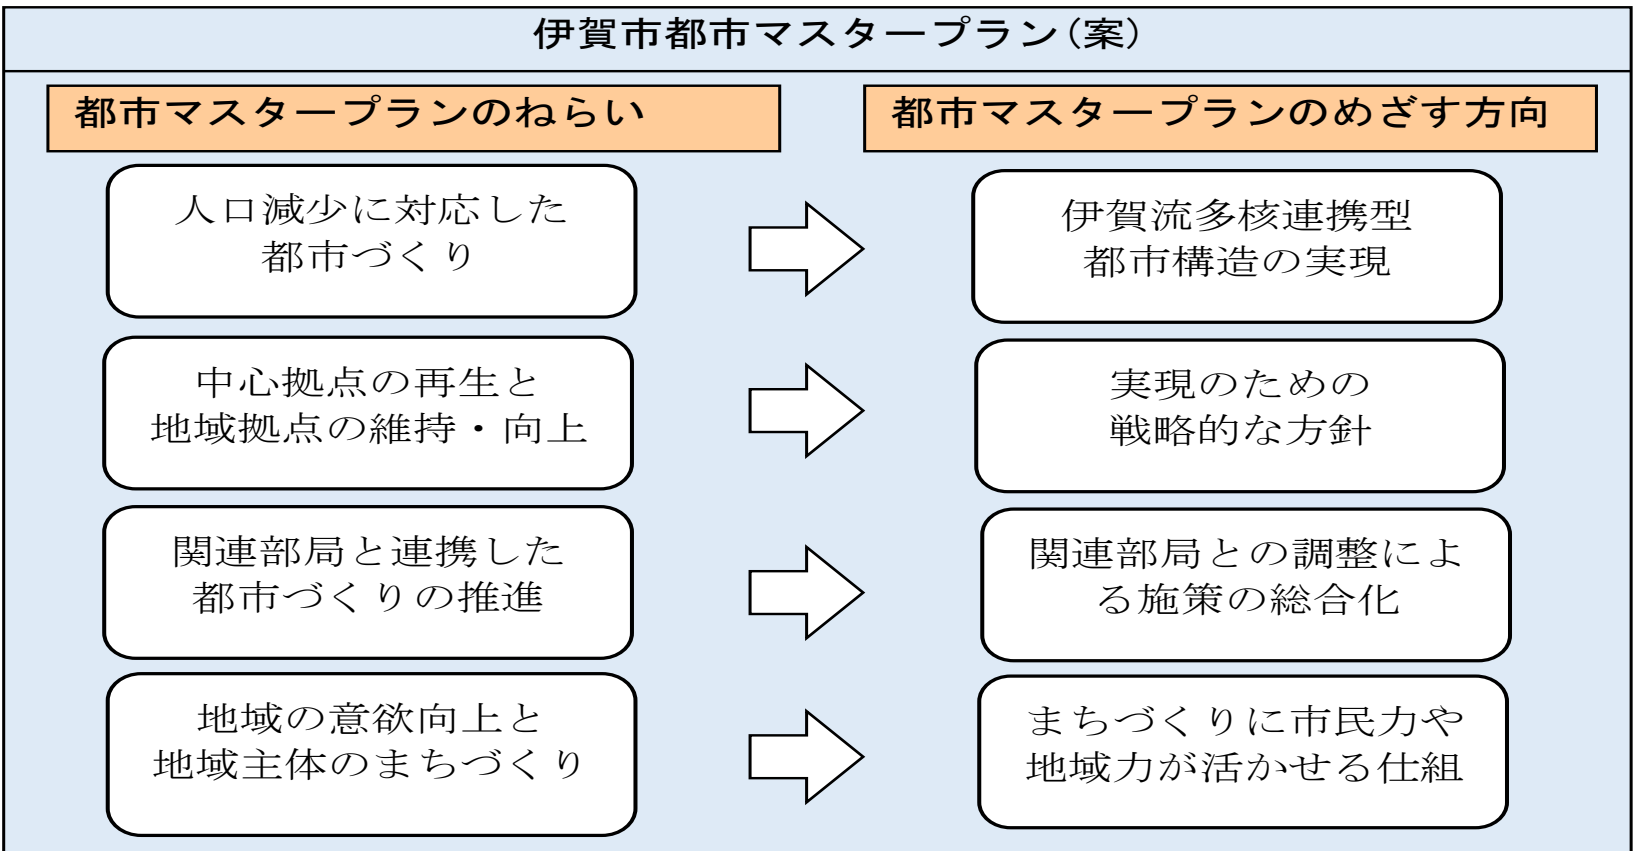 伊賀市都市マスタープラン(案)
都市マスタープランのねらい
都市マスタープランのめざす方向
人口減少に対応した
都市づくり
伊賀流多核連携型
都市構造の実現
中心拠点の再生と
地域拠点の維持・向上
実現のための
戦略的な方針
関連部局と連携した
都市づくりの推進
関連部局との調整によ
る施策の総合化
地域の意欲向上と
地域主体のまちづくり
まちづくりに市民力や
地域力が活かせる仕組